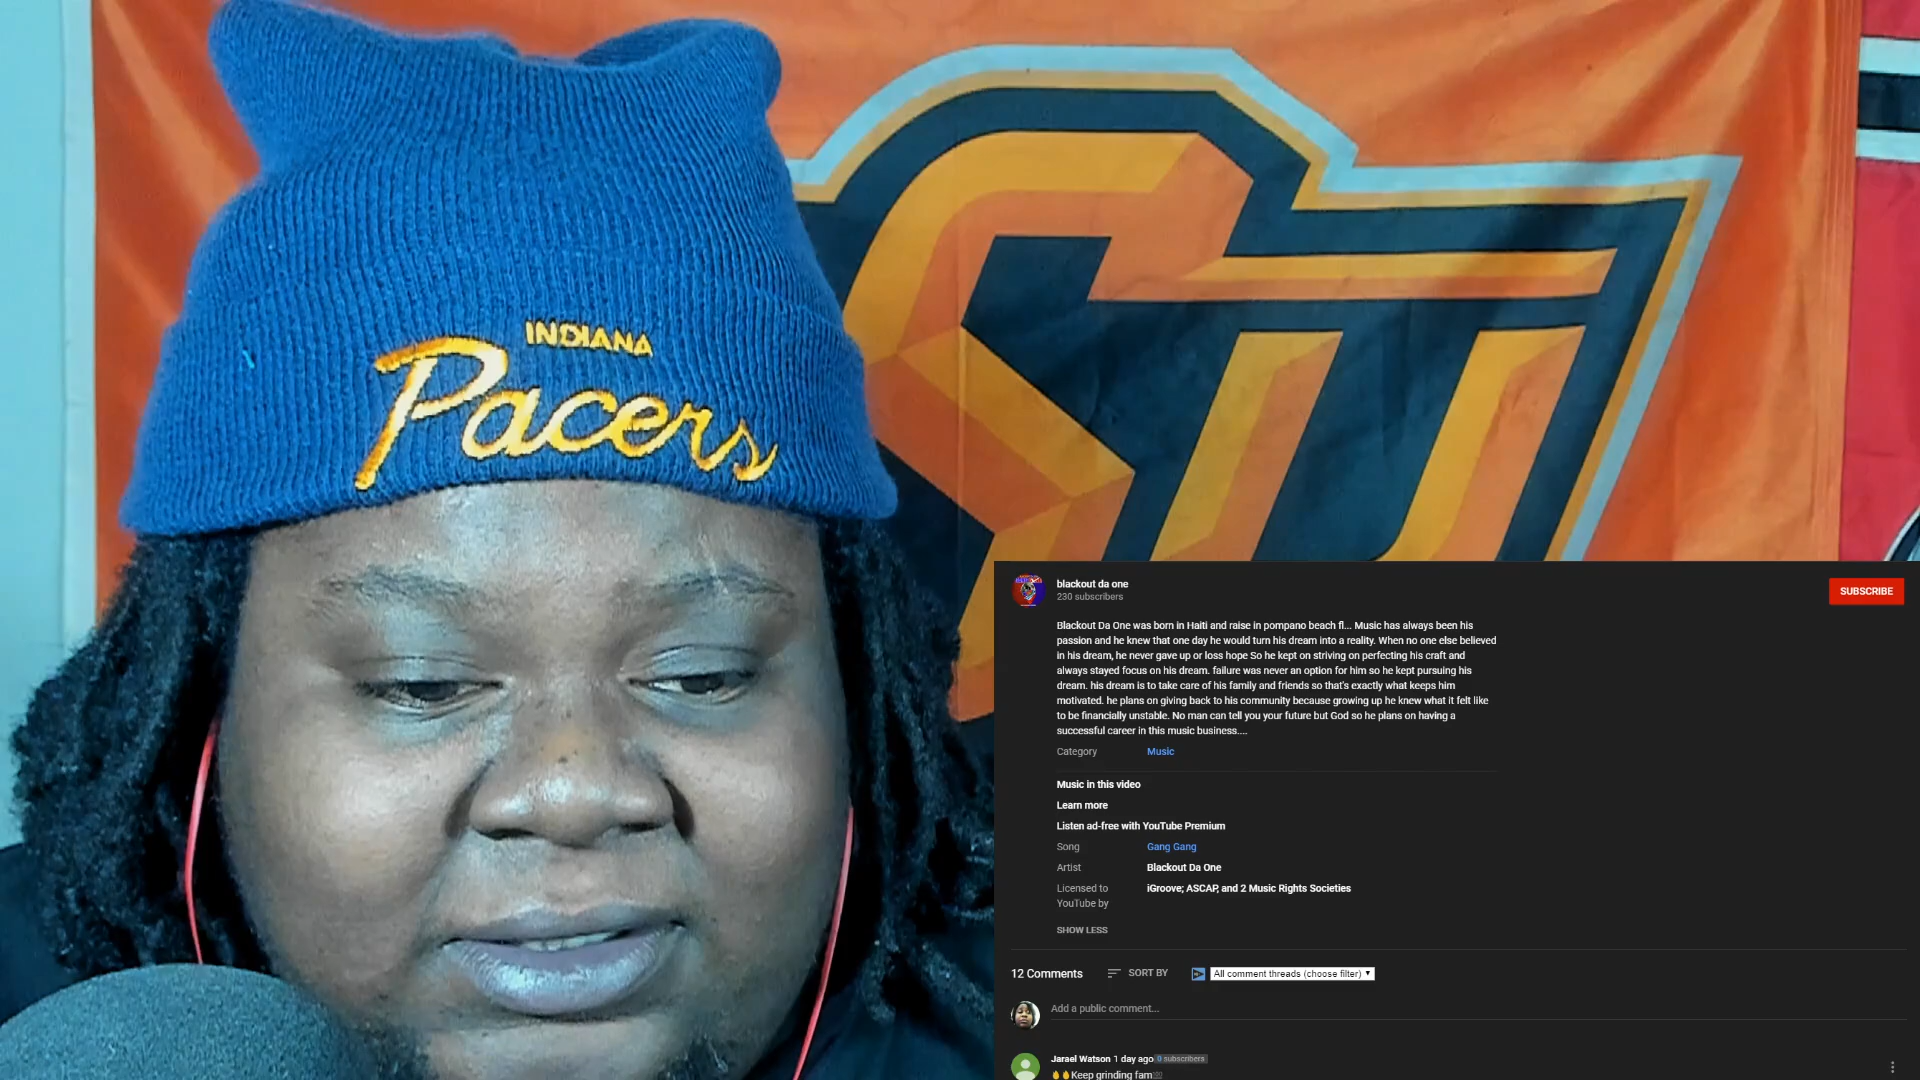 INDIANA
Pacers
SU
blackout da one
230 subscribers
SUBSCRIBE
Blackout Da One was born in Haiti and raise in pompano beach fl... Music has always been his
passion and he knew that one day he would turn his dream into a reality. When no one else believed
in his dream, he never gave up or loss hope So he kept on striving on perfecting his craft and
always stayed focus on his dream. failure was never an option for him so he kept pursuing his
dream. his dream is to take care of his family and friends so that's exactly what keeps him
motivated. he plans on giving back to his community because growing up he knew what it felt like
to be financially unstable. No man can tell you your future but God so he plans on having a
successful career in this music business....
Category Music
Music in this video
Learn more
Listen ad-free with YouTube Premium
Song Gang Gang
Artist Blackout Da One
Licensed to iGroove; ASCAP, and 2 Music Rights Societies
YouTube by
SHOW LESS
12 Comments SORT BY All comment threads (choose filter)
Add a public comment...
Jarael Watson 1 day ago 0 subscribers
Keep grinding fam